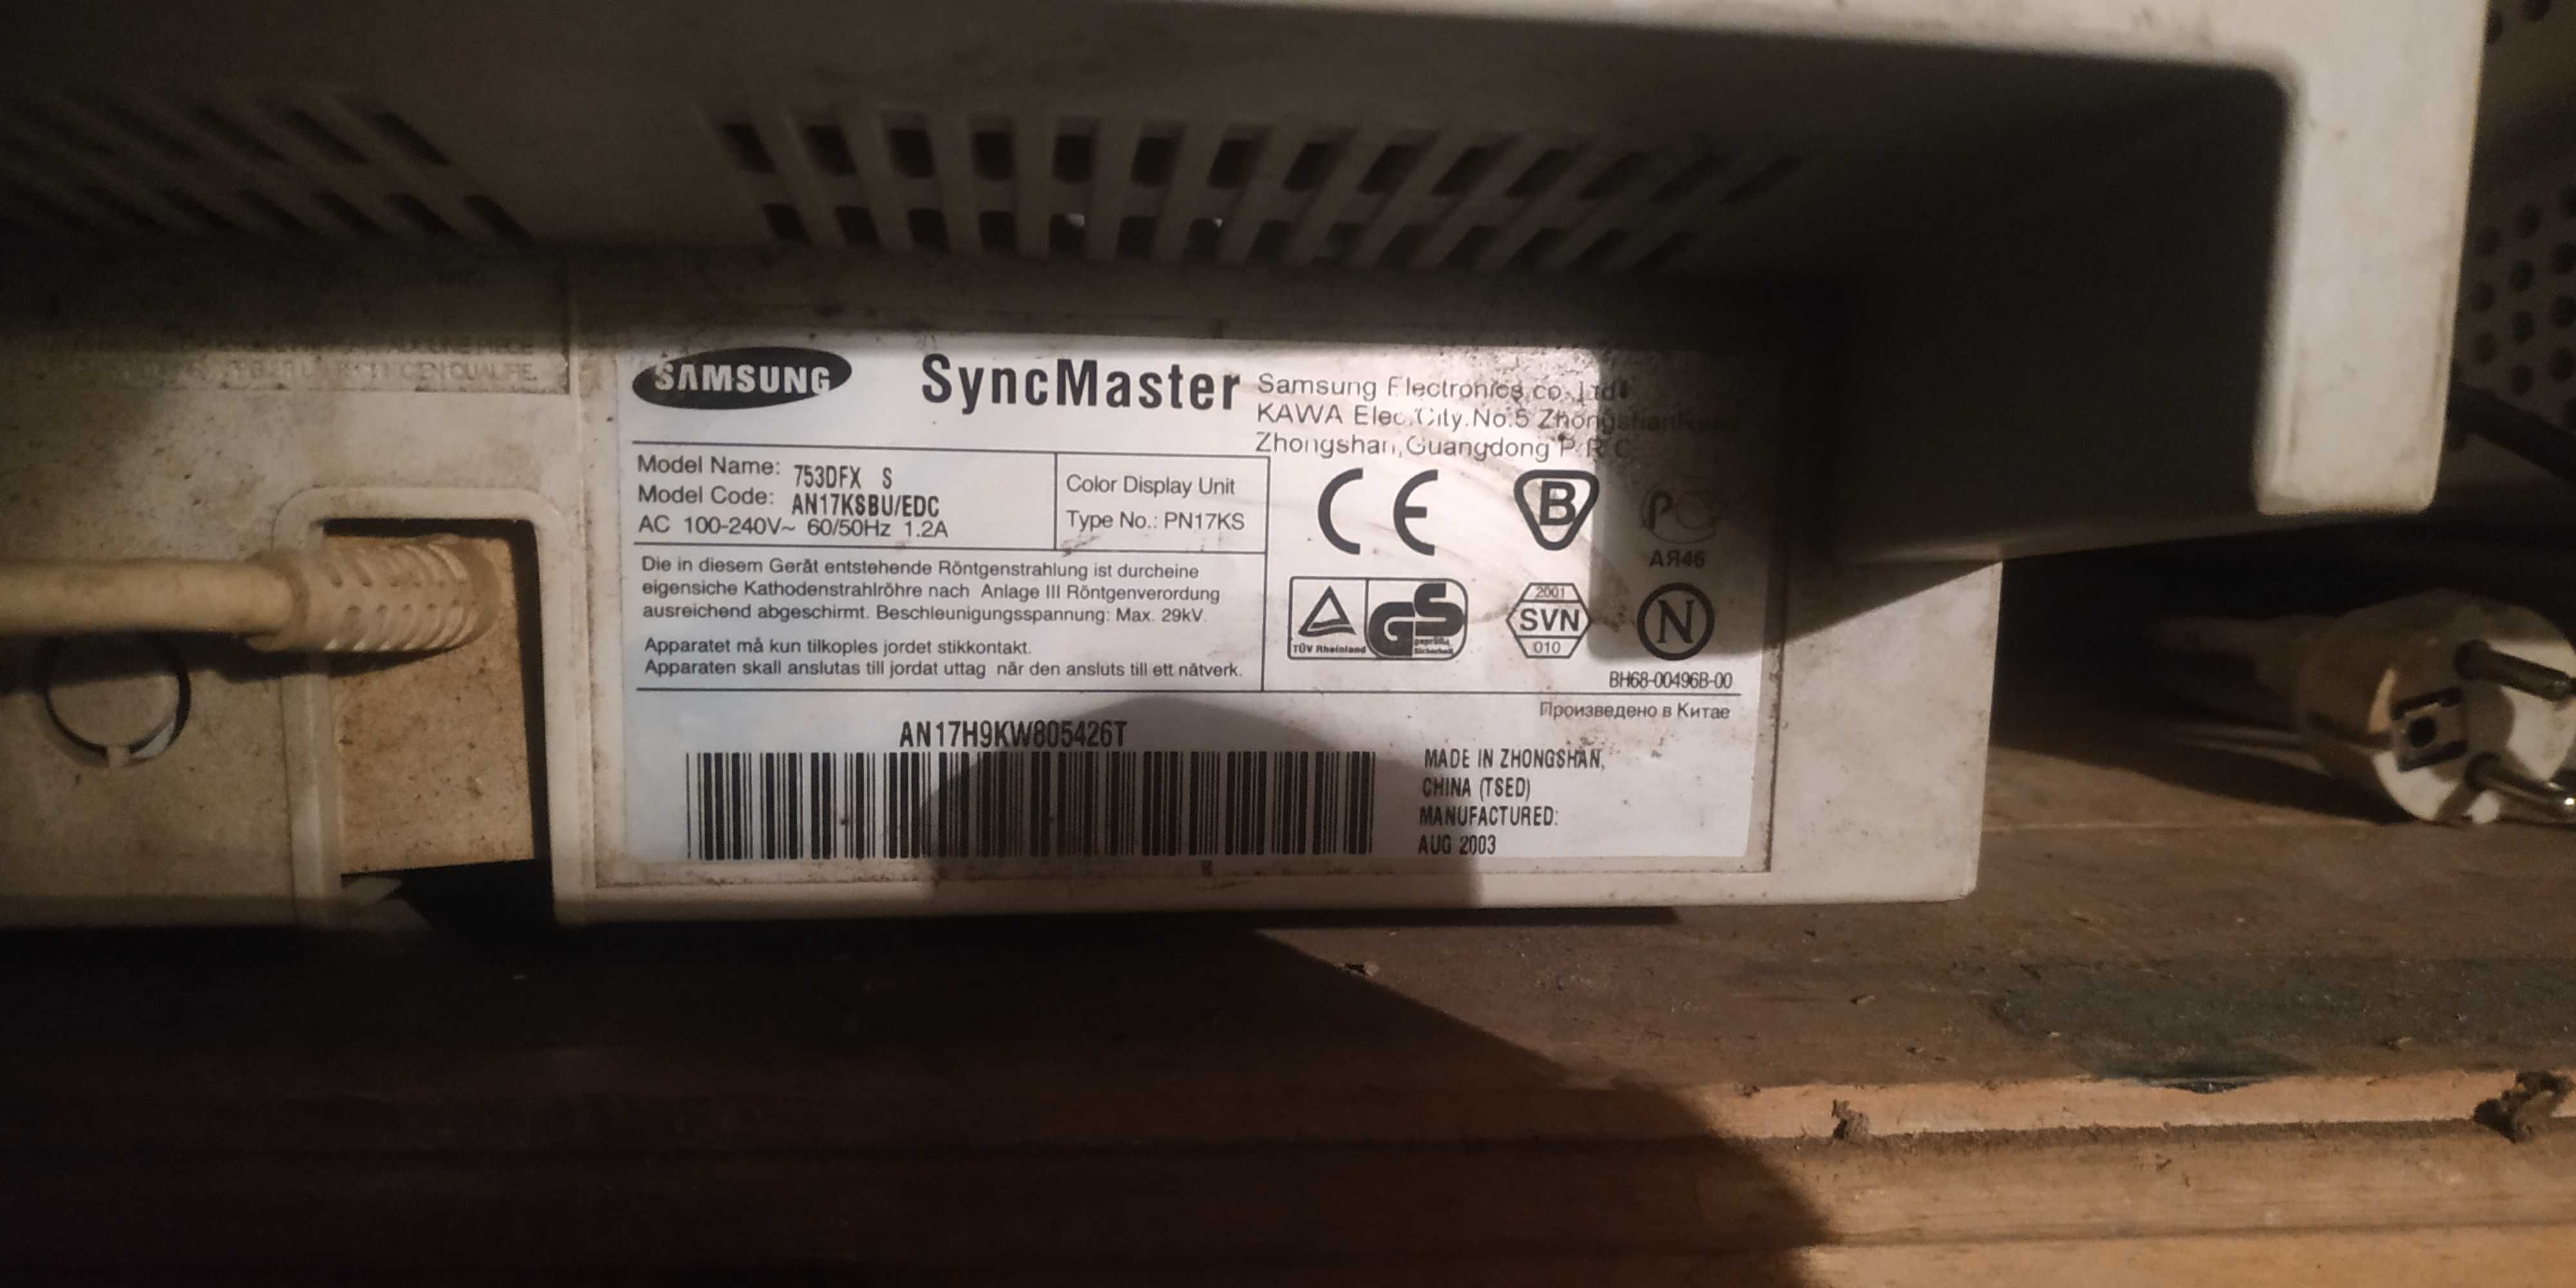 SAMSUNG SyncMaster
Samsung Electronics co.,Ltd
KAWA Elec.City.No.5
Zhongshan,Guangdong P.R.C
Model Name: 753DFX S
Model Code: AN17KSBU/EDC
AC 100-240V~ 60/50Hz 1.2A
Color Display Unit
Type No.: PN17KS
Die in diesem Gerät entstehende Röntgenstrahlung ist durcheine
eigensiche Kathodenstrahlröhre nach Anlage III Röntgenverordung
ausreichend abgeschirmt. Beschleunigungsspannung: Max. 29kV.
Apparatet må kun tilkoples jordet stikkontakt.
Apparaten skall anslutas till jordat uttag när den ansluts till ett nätverk.
CE
B
РС
АЯ46
TÜV Rheinland
GS
geprüfte
Sicherheit
2001
SVN
010
N
BH68-00496B-00
Произведено в Китае
AN17H9KW805426T
MADE IN ZHONGSHAN,
CHINA (TSED)
MANUFACTURED:
AUG 2003